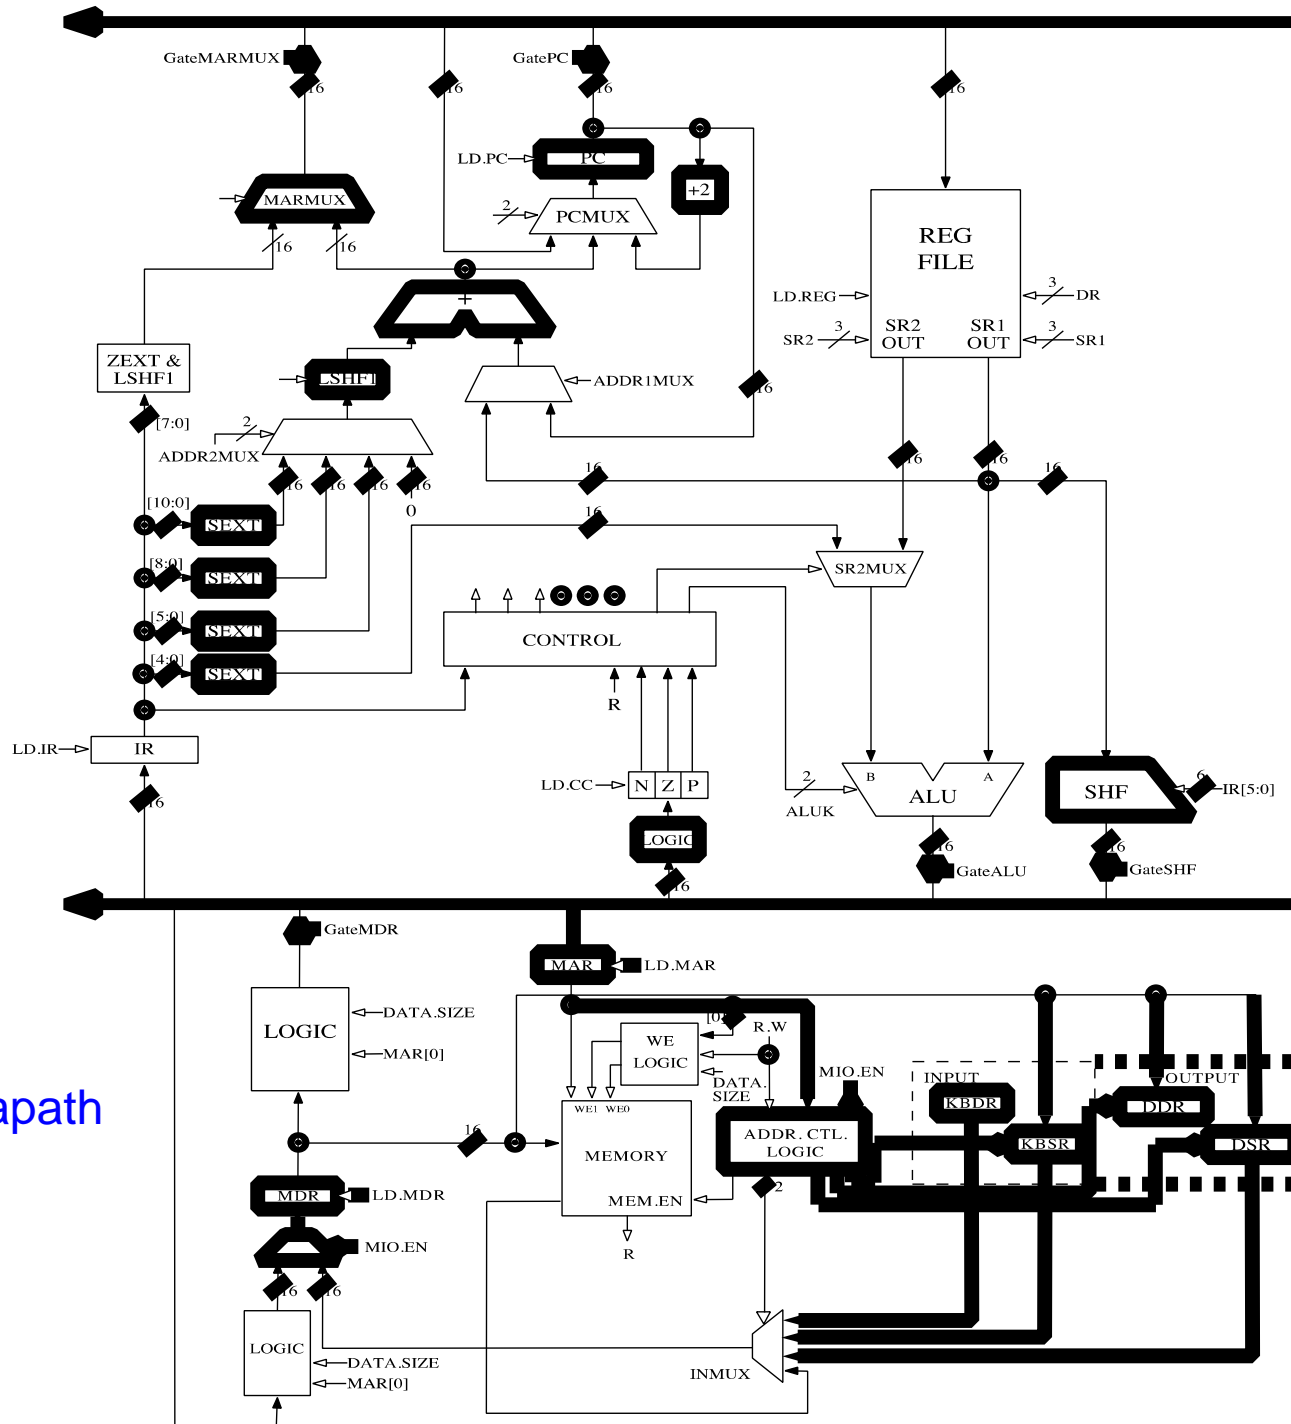 GateMARMUX
GatePC
16
16
16
16
LD.PC
PC
+2
MARMUX
2
PCMUX
16
16
REG
FILE
+
LD.REG
3
DR
SR2
3
SR2
OUT
SR1
OUT
3
SR1
ZEXT &
LSHF1
LSHF1
ADDR1MUX
16
[7:0]
2
ADDR2MUX
16
16
16
16
0
16
16
16
16
[10:0]
SEXT
16
[8:0]
SEXT
SR2MUX
[5:0]
SEXT
CONTROL
[4:0]
SEXT
R
LD.IR
IR
LD.CC
N Z P
2
ALUK
B
A
ALU
SHF
6
IR[5:0]
16
LOGIC
16
16
16
GateALU
GateSHF
GateMDR
MAR
LD.MAR
LOGIC
DATA.SIZE
MAR[0]
[0]
R.W
WE
LOGIC
DATA.
SIZE
MIO.EN
INPUT
OUTPUT
KBDR
DDR
apath
WE1 WE0
16
MEMORY
ADDR. CTL.
LOGIC
KBSR
DSR
MDR
LD.MDR
MEM.EN
2
MIO.EN
R
16
16
LOGIC
DATA.SIZE
MAR[0]
INMUX